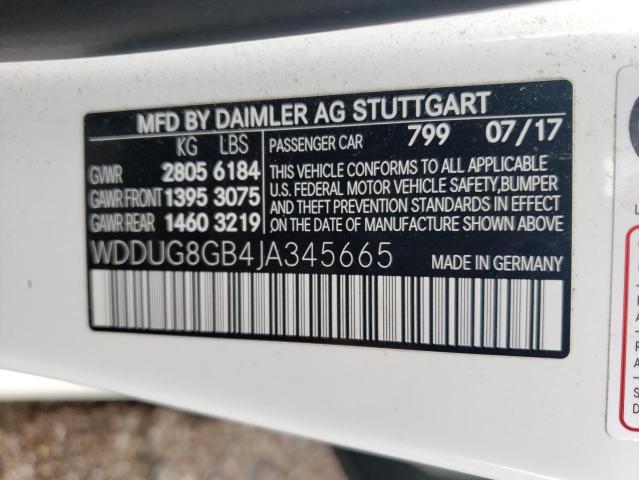 MFD BY DAIMLER AG STUTTGART
KG LBS PASSENGER CAR 799 07/17
GVWR 2805 6184
GAWR FRONT 1395 3075
GAWR REAR 1460 3219
THIS VEHICLE CONFORMS TO ALL APPLICABLE
U.S. FEDERAL MOTOR VEHICLE SAFETY, BUMPER
AND THEFT PREVENTION STANDARDS IN EFFECT
ON THE DATE OF MANUFACTURE SHOWN ABOVE
WDDUG8GB4JA345665 MADE IN GERMANY